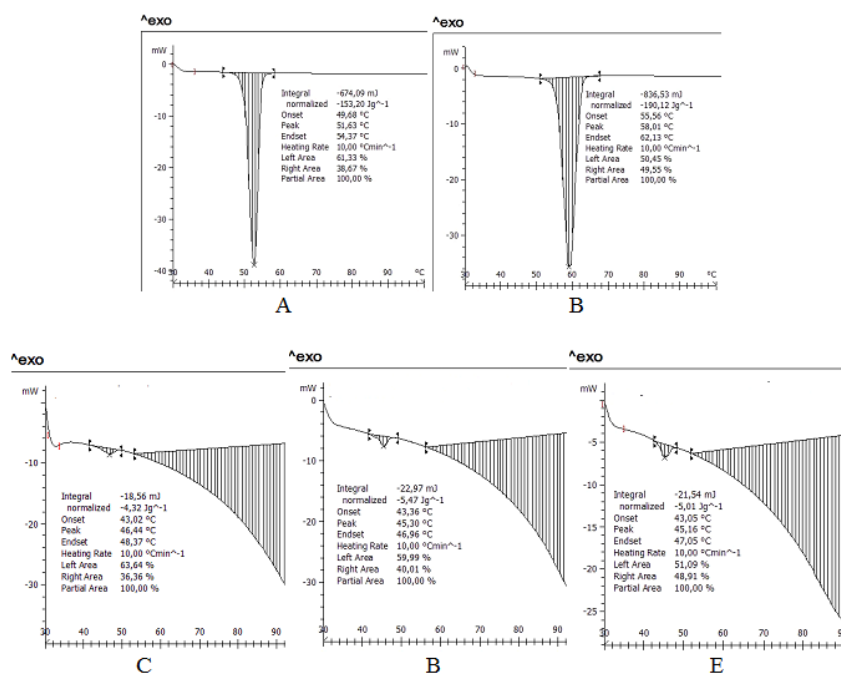 ^exo
^exo
mW
0
-10
-20
-30
-40
30 40 50 60 70 80 90 °C
Integral -674,09 mJ
normalized -153,20 Jg^-1
Onset 49,68 °C
Peak 51,63 °C
Endset 54,37 °C
Heating Rate 10,00 °Cmin^-1
Left Area 61,33 %
Right Area 38,67 %
Partial Area 100,00 %
A
mW
0
-10
-20
-30
30 40 50 60 70 80 90 °C
Integral -836,53 mJ
normalized -190,12 Jg^-1
Onset 55,56 °C
Peak 58,01 °C
Endset 62,13 °C
Heating Rate 10,00 °Cmin^-1
Left Area 50,45 %
Right Area 49,55 %
Partial Area 100,00 %
B
^exo
^exo
^exo
mW
-10
-20
-30
Integral -18,56 mJ
normalized -4,32 Jg^-1
Onset 43,02 °C
Peak 46,44 °C
Endset 48,37 °C
Heating Rate 10,00 °Cmin^-1
Left Area 63,64 %
Right Area 36,36 %
Partial Area 100,00 %
30 40 50 60 70 80 90
C
mW
0
-10
-20
-30
Integral -22,97 mJ
normalized -5,47 Jg^-1
Onset 43,36 °C
Peak 45,30 °C
Endset 46,96 °C
Heating Rate 10,00 °Cmin^-1
Left Area 59,99 %
Right Area 40,01 %
Partial Area 100,00 %
30 40 50 60 70 80 90
B
mW
-5
-10
-15
-20
-25
Integral -21,54 mJ
normalized -5,01 Jg^-1
Onset 43,05 °C
Peak 45,16 °C
Endset 47,05 °C
Heating Rate 10,00 °Cmin^-1
Left Area 51,09 %
Right Area 48,91 %
Partial Area 100,00 %
30 40 50 60 70 80 90
E